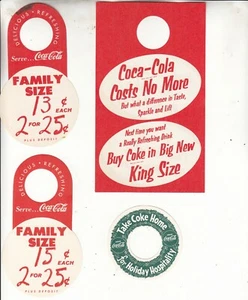 DELICIOUS • REFRESHING
Serve... Coca-Cola
FAMILY
SIZE
13 ¢
EACH
2 FOR 25¢
PLUS DEPOSIT
DELICIOUS • REFRESHING
Serve... Coca-Cola
FAMILY
SIZE
15 ¢
EACH
2 FOR 25¢
PLUS DEPOSIT
Coca-Cola
Costs No More
But what a difference in Taste,
Sparkle and Lift
Next time you want
a Really Refreshing Drink
Buy Coke in Big New
King Size
Take Coke Home
for Holiday Hospitality